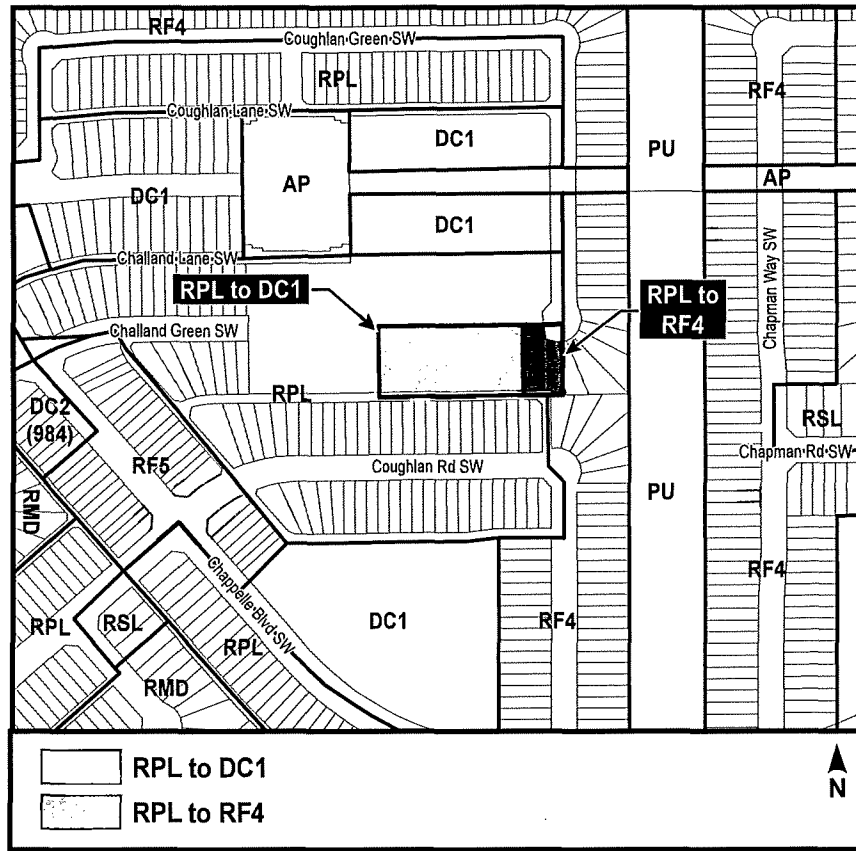 RF4
Coughlan Green SW
RPL
RF4
Coughlan Lane SW
DC1
PU
AP
AP
DC1
DC1
Challand Lane SW
RPL to DC1
RPL to
RF4
Chapman Way SW
Challand Green SW
RPL
DC2
(984)
RSL
Chapman Rd SW
RF5
Coughlan Rd SW
PU
RMD
RF4
Chappelle Blvd SW
DC1
RF4
RPL
RSL
RPL
RMD
RPL to DC1
RPL to RF4
N